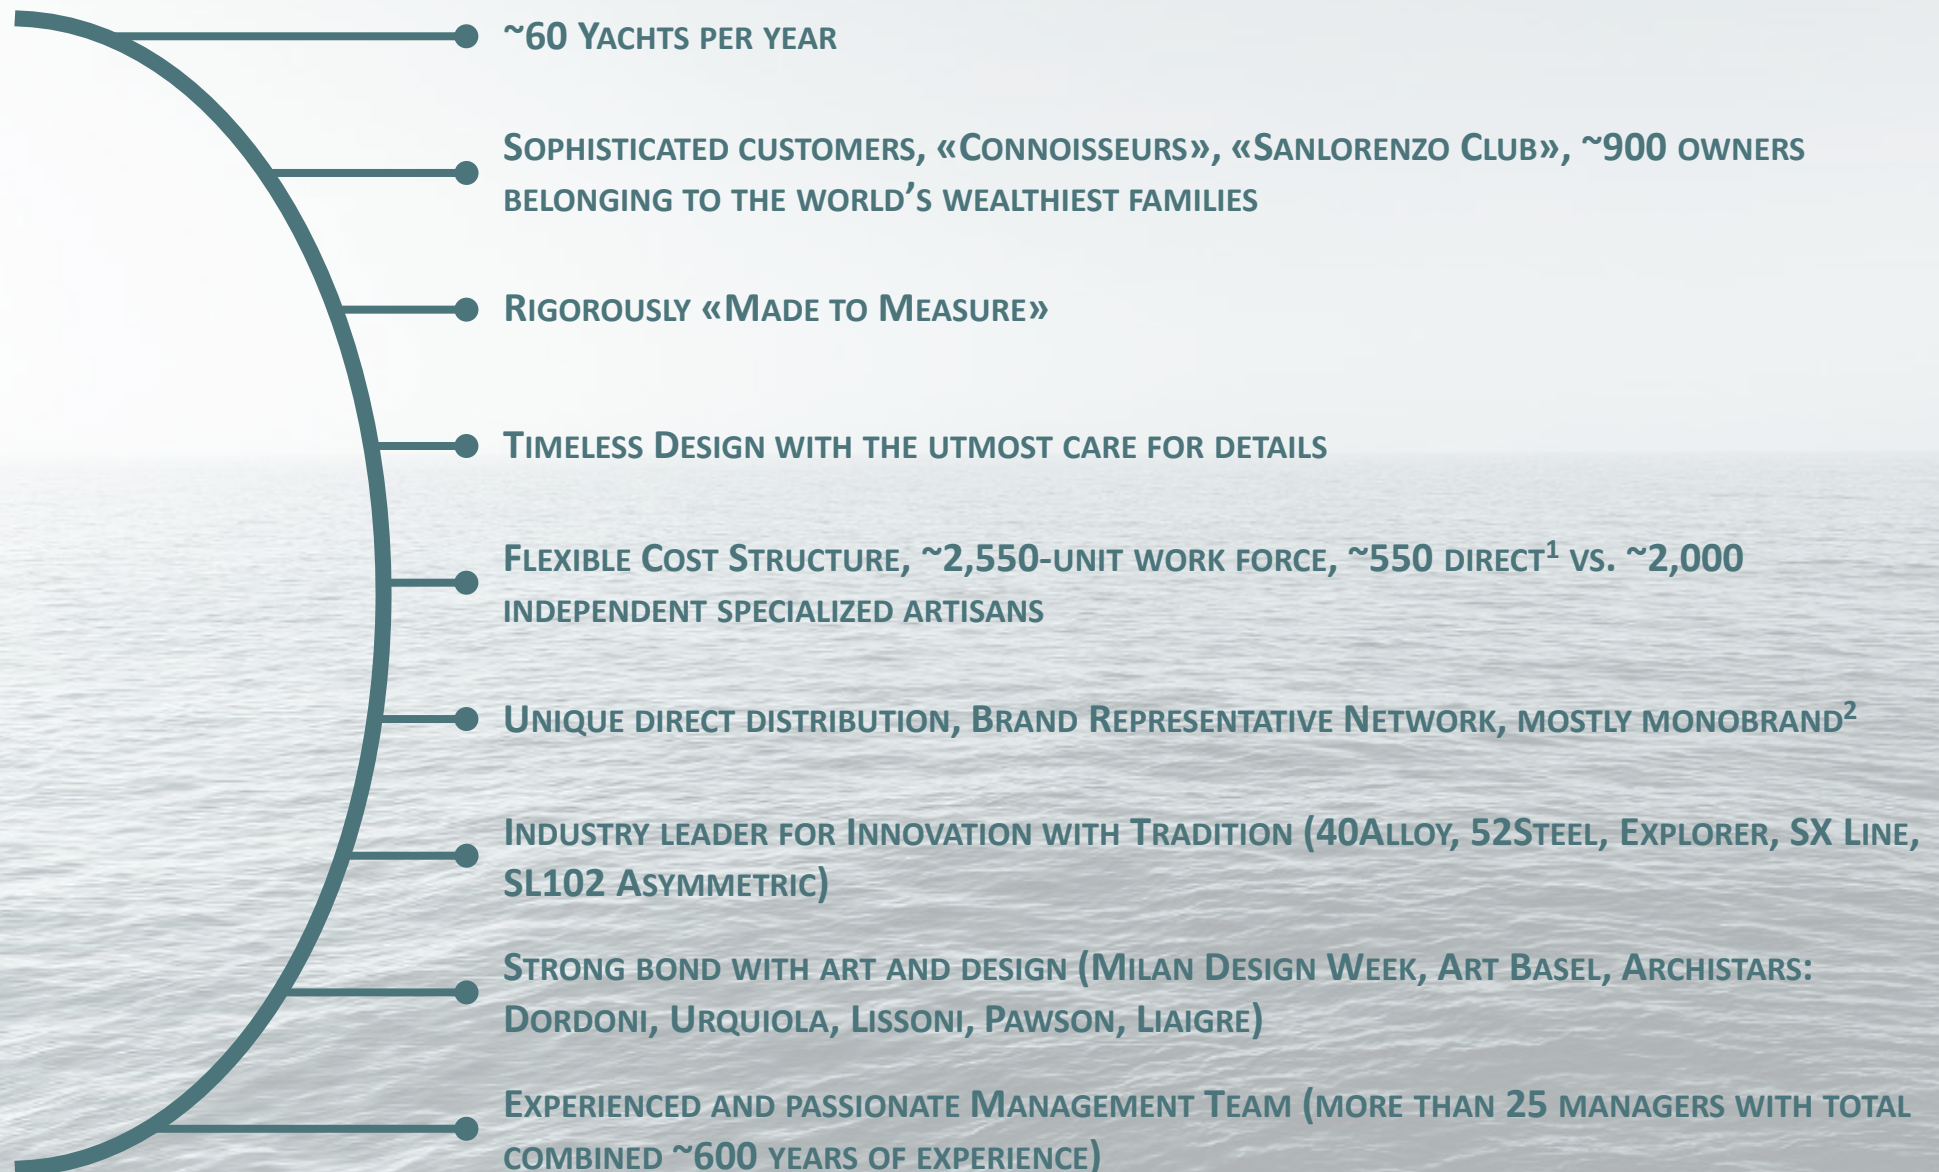 ~60 Yachts per year
Sophisticated customers, «Connoisseurs», «Sanlorenzo Club», ~900 owners
belonging to the world’s wealthiest families
Rigorously «Made to Measure»
Timeless Design with the utmost care for details
Flexible Cost Structure, ~2,550-unit work force, ~550 direct¹ vs. ~2,000
independent specialized artisans
Unique direct distribution, Brand Representative Network, mostly monobrand²
Industry leader for Innovation with Tradition (40Alloy, 52Steel, Explorer, SX Line,
SL102 Asymmetric)
Strong bond with art and design (Milan Design Week, Art Basel, Archistars:
Dordoni, Urquiola, Lissoni, Pawson, Liaigre)
Experienced and passionate Management Team (more than 25 managers with total
combined ~600 years of experience)